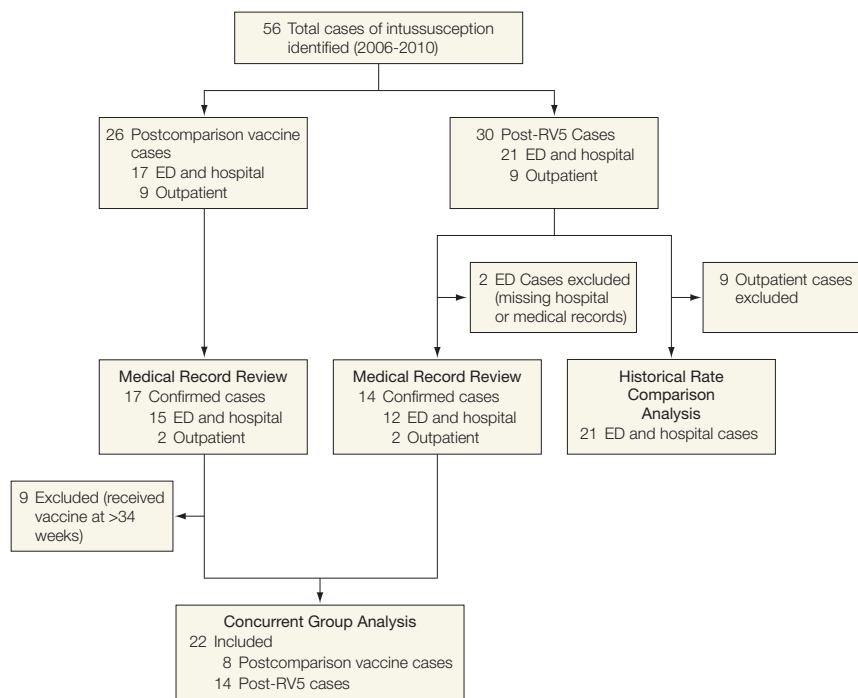 56 Total cases of intussusception
identified (2006-2010)
26 Postcomparison vaccine
cases
17 ED and hospital
9 Outpatient
30 Post-RV5 Cases
21 ED and hospital
9 Outpatient
2 ED Cases excluded
(missing hospital
or medical records)
9 Outpatient cases
excluded
Medical Record Review
17 Confirmed cases
15 ED and hospital
2 Outpatient
Medical Record Review
14 Confirmed cases
12 ED and hospital
2 Outpatient
Historical Rate
Comparison
Analysis
21 ED and hospital cases
9 Excluded (received
vaccine at >34
weeks)
Concurrent Group Analysis
22 Included
8 Postcomparison vaccine cases
14 Post-RV5 cases